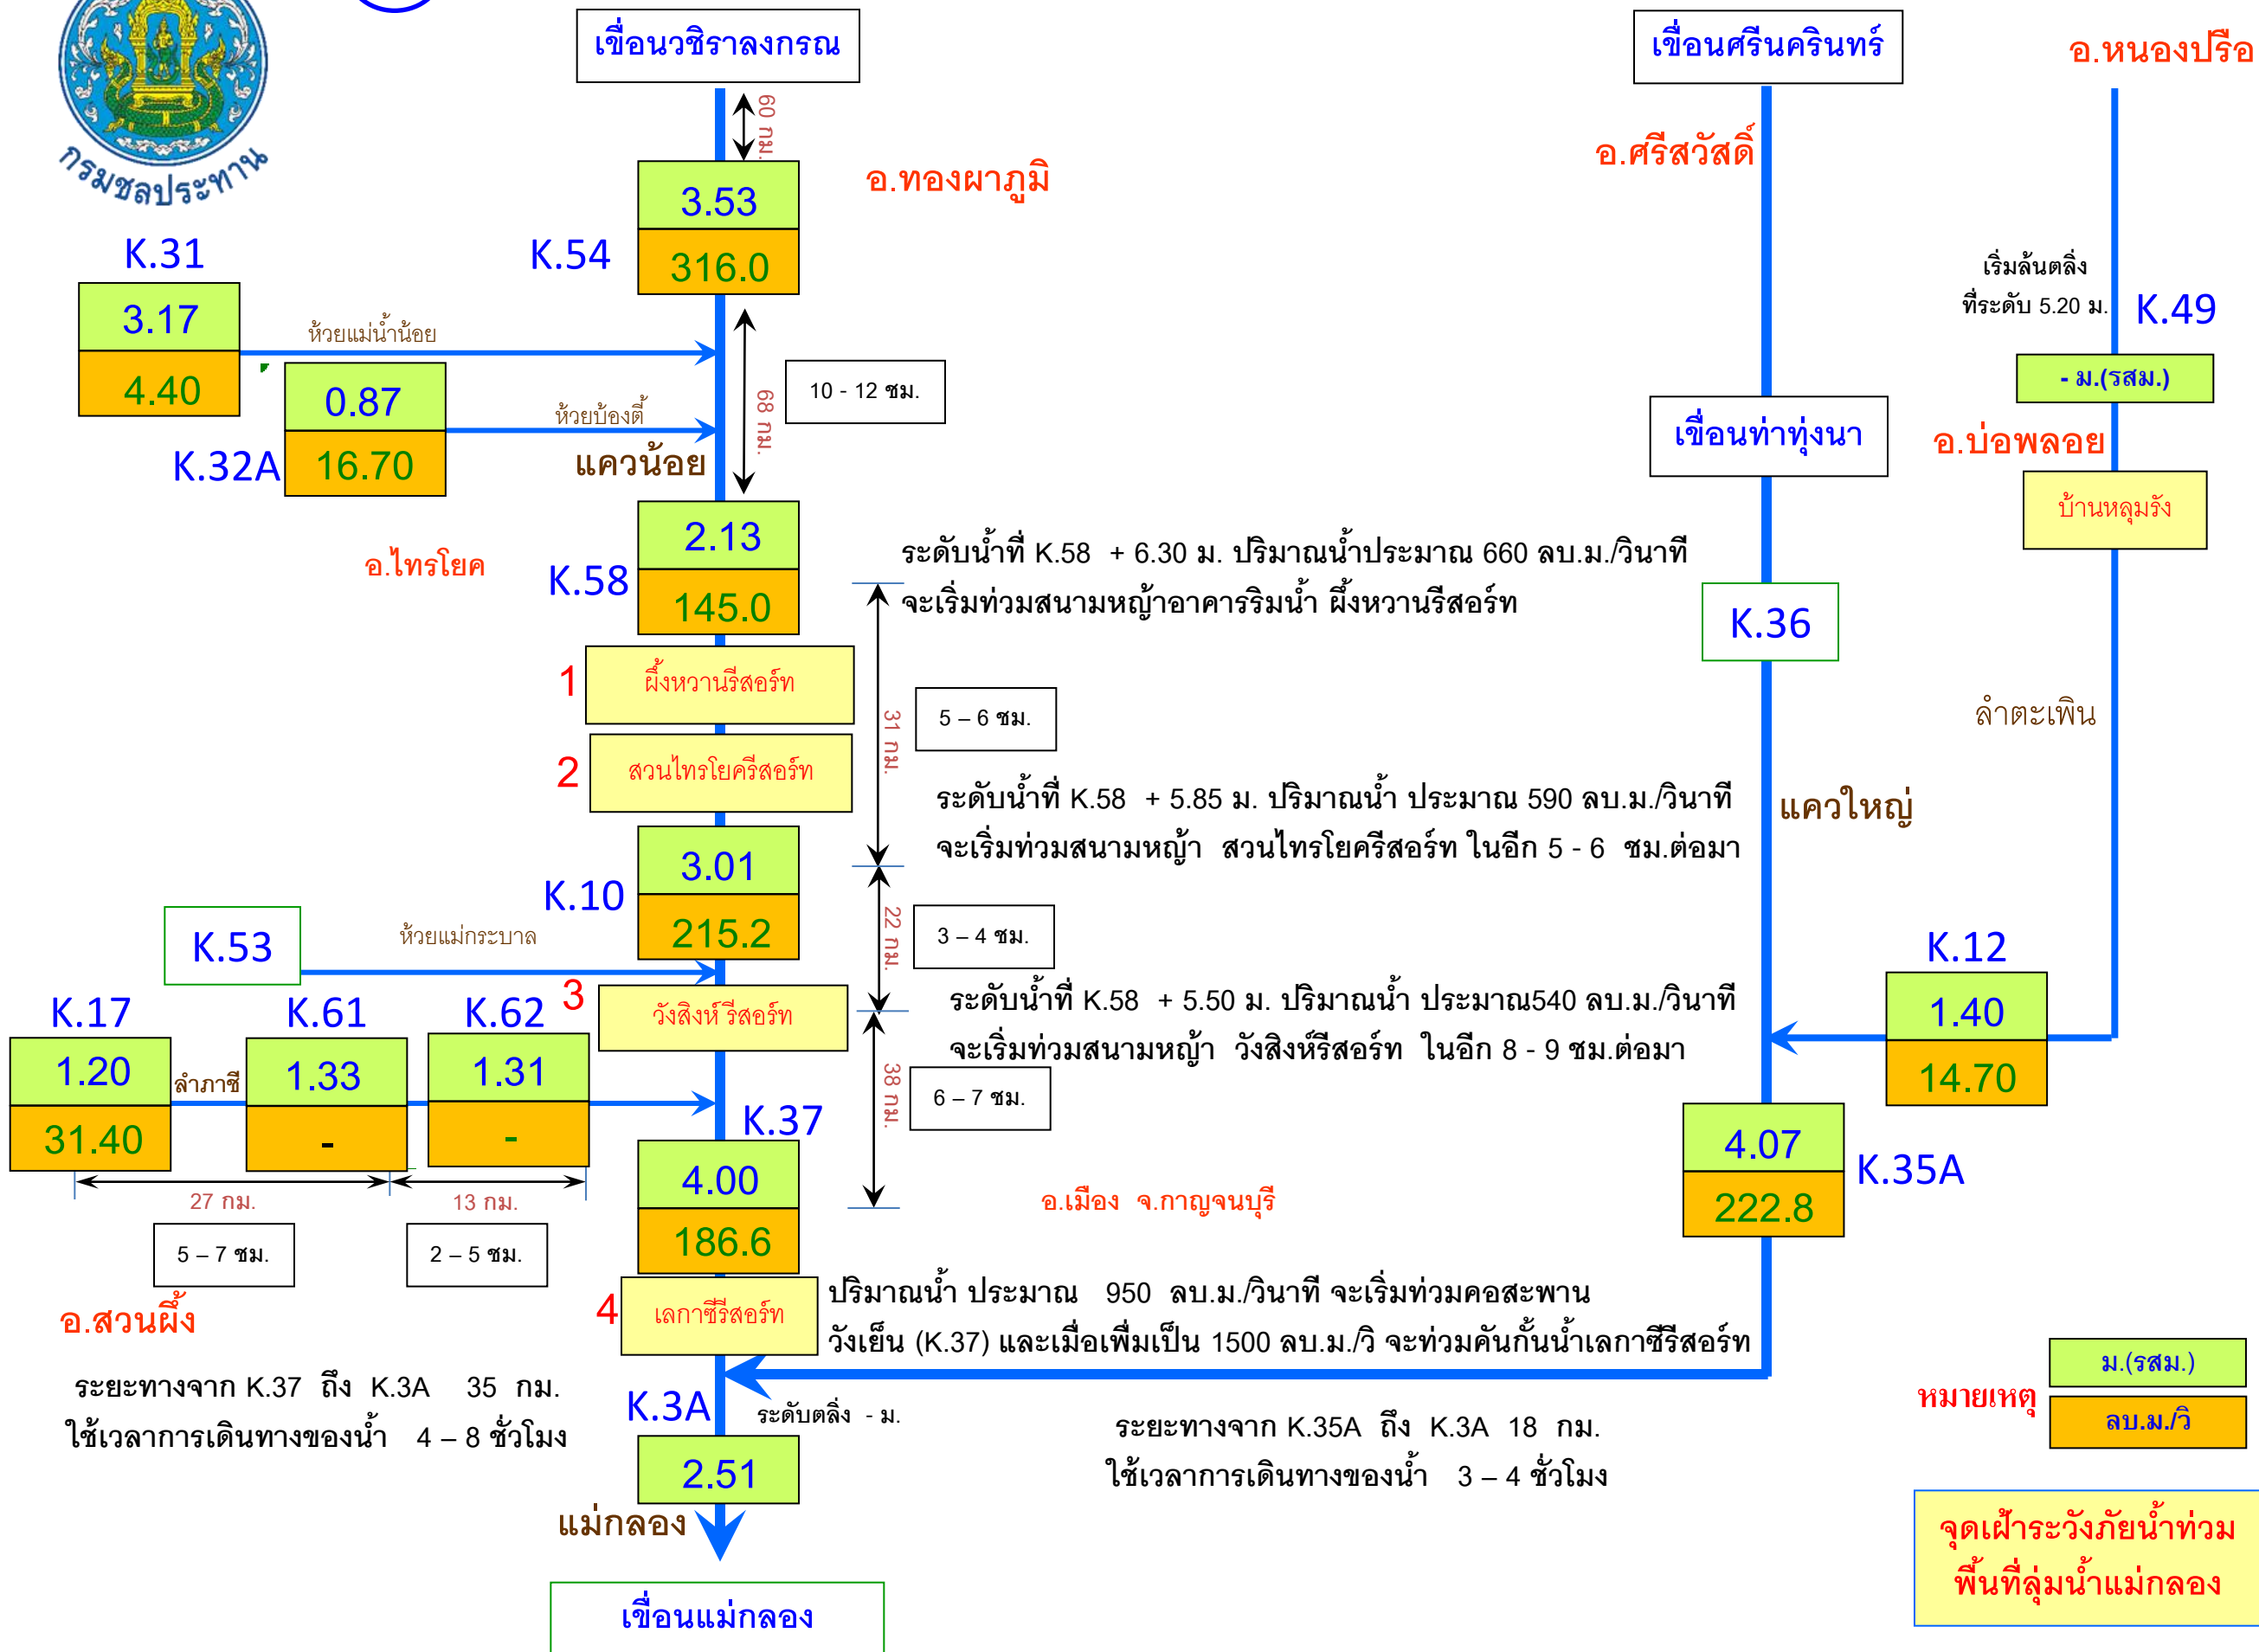 กรมชลประทาน
เขื่อนวชิราลงกรณ
เขื่อนศรีนครินทร์
อ.หนองปรือ
60 กม.
อ.ศรีสวัสดิ์
อ.ทองผาภูมิ
3.53
K.54
316.0
K.31
3.17
4.40
ห้วยแม่น้ำน้อย
เริ่มล้นตลิ่ง
ที่ระดับ 5.20 ม.
K.49
- ม.(รสม.)
0.87
K.32A
16.70
ห้วยบ้องตี้
แควน้อย
68 กม.
10 - 12 ชม.
เขื่อนท่าทุ่งนา
อ.บ่อพลอย
บ้านหลุมรัง
อ.ไทรโยค
2.13
K.58
145.0
ระดับน้ำที่ K.58 + 6.30 ม. ปริมาณน้ำประมาณ 660 ลบ.ม./วินาที
จะเริ่มท่วมสนามหญ้าอาคารริมน้ำ ผึ้งหวานรีสอร์ท
K.36
1
ผึ้งหวานรีสอร์ท
31 กม.
5 – 6 ชม.
ลำตะเพิน
2
สวนไทรโยครีสอร์ท
ระดับน้ำที่ K.58 + 5.85 ม. ปริมาณน้ำ ประมาณ 590 ลบ.ม./วินาที
จะเริ่มท่วมสนามหญ้า สวนไทรโยครีสอร์ท ในอีก 5 - 6 ชม.ต่อมา
แควใหญ่
3.01
K.10
215.2
K.53
ห้วยแม่กระบาล
22 กม.
3 – 4 ชม.
K.12
1.40
14.70
3
วังสิงห์ รีสอร์ท
ระดับน้ำที่ K.58 + 5.50 ม. ปริมาณน้ำ ประมาณ540 ลบ.ม./วินาที
จะเริ่มท่วมสนามหญ้า วังสิงห์รีสอร์ท ในอีก 8 - 9 ชม.ต่อมา
K.17
1.20
31.40
ลำภาชี
K.61
1.33
-
K.62
1.31
-
38 กม.
6 – 7 ชม.
K.37
4.00
186.6
4.07
K.35A
222.8
27 กม.
13 กม.
5 – 7 ชม.
2 – 5 ชม.
อ.เมือง จ.กาญจนบุรี
อ.สวนผึ้ง
4
เลกาซีรีสอร์ท
ปริมาณน้ำ ประมาณ 950 ลบ.ม./วินาที จะเริ่มท่วมคอสะพาน
วังเย็น (K.37) และเมื่อเพิ่มเป็น 1500 ลบ.ม./วิ จะท่วมคันกั้นน้ำเลกาซีรีสอร์ท
ระยะทางจาก K.37 ถึง K.3A 35 กม.
ใช้เวลาการเดินทางของน้ำ 4 – 8 ชั่วโมง
K.3A
ระดับตลิ่ง - ม.
2.51
แม่กลอง
ระยะทางจาก K.35A ถึง K.3A 18 กม.
ใช้เวลาการเดินทางของน้ำ 3 – 4 ชั่วโมง
หมายเหตุ
ม.(รสม.)
ลบ.ม./วิ
จุดเฝ้าระวังภัยน้ำท่วม
พื้นที่ลุ่มน้ำแม่กลอง
เขื่อนแม่กลอง